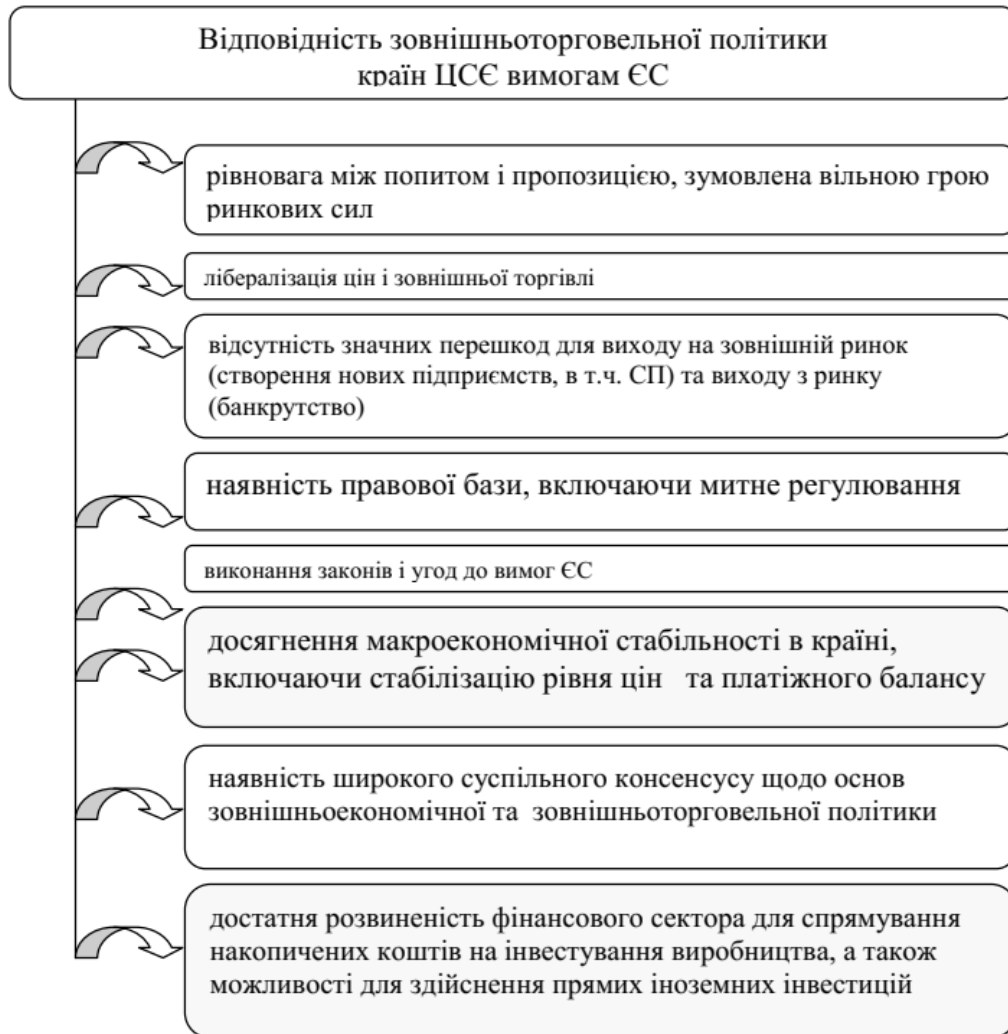 Відповідність зовнішньоторговельної політики
країн ЦСЄ вимогам ЄС
рівновага між попитом і пропозицією, зумовлена вільною грою
ринкових сил
лібералізація цін і зовнішньої торгівлі
відсутність значних перешкод для виходу на зовнішній ринок
(створення нових підприємств, в т.ч. СП) та виходу з ринку
(банкрутство)
наявність правової бази, включаючи митне регулювання
виконання законів і угод до вимог ЄС
досягнення макроекономічної стабільності в країні,
включаючи стабілізацію рівня цін та платіжного балансу
наявність широкого суспільного консенсусу щодо основ
зовнішньоекономічної та зовнішньоторговельної політики
достатня розвиненість фінансового сектора для спрямування
накопичених коштів на інвестування виробництва, а також
можливості для здійснення прямих іноземних інвестицій